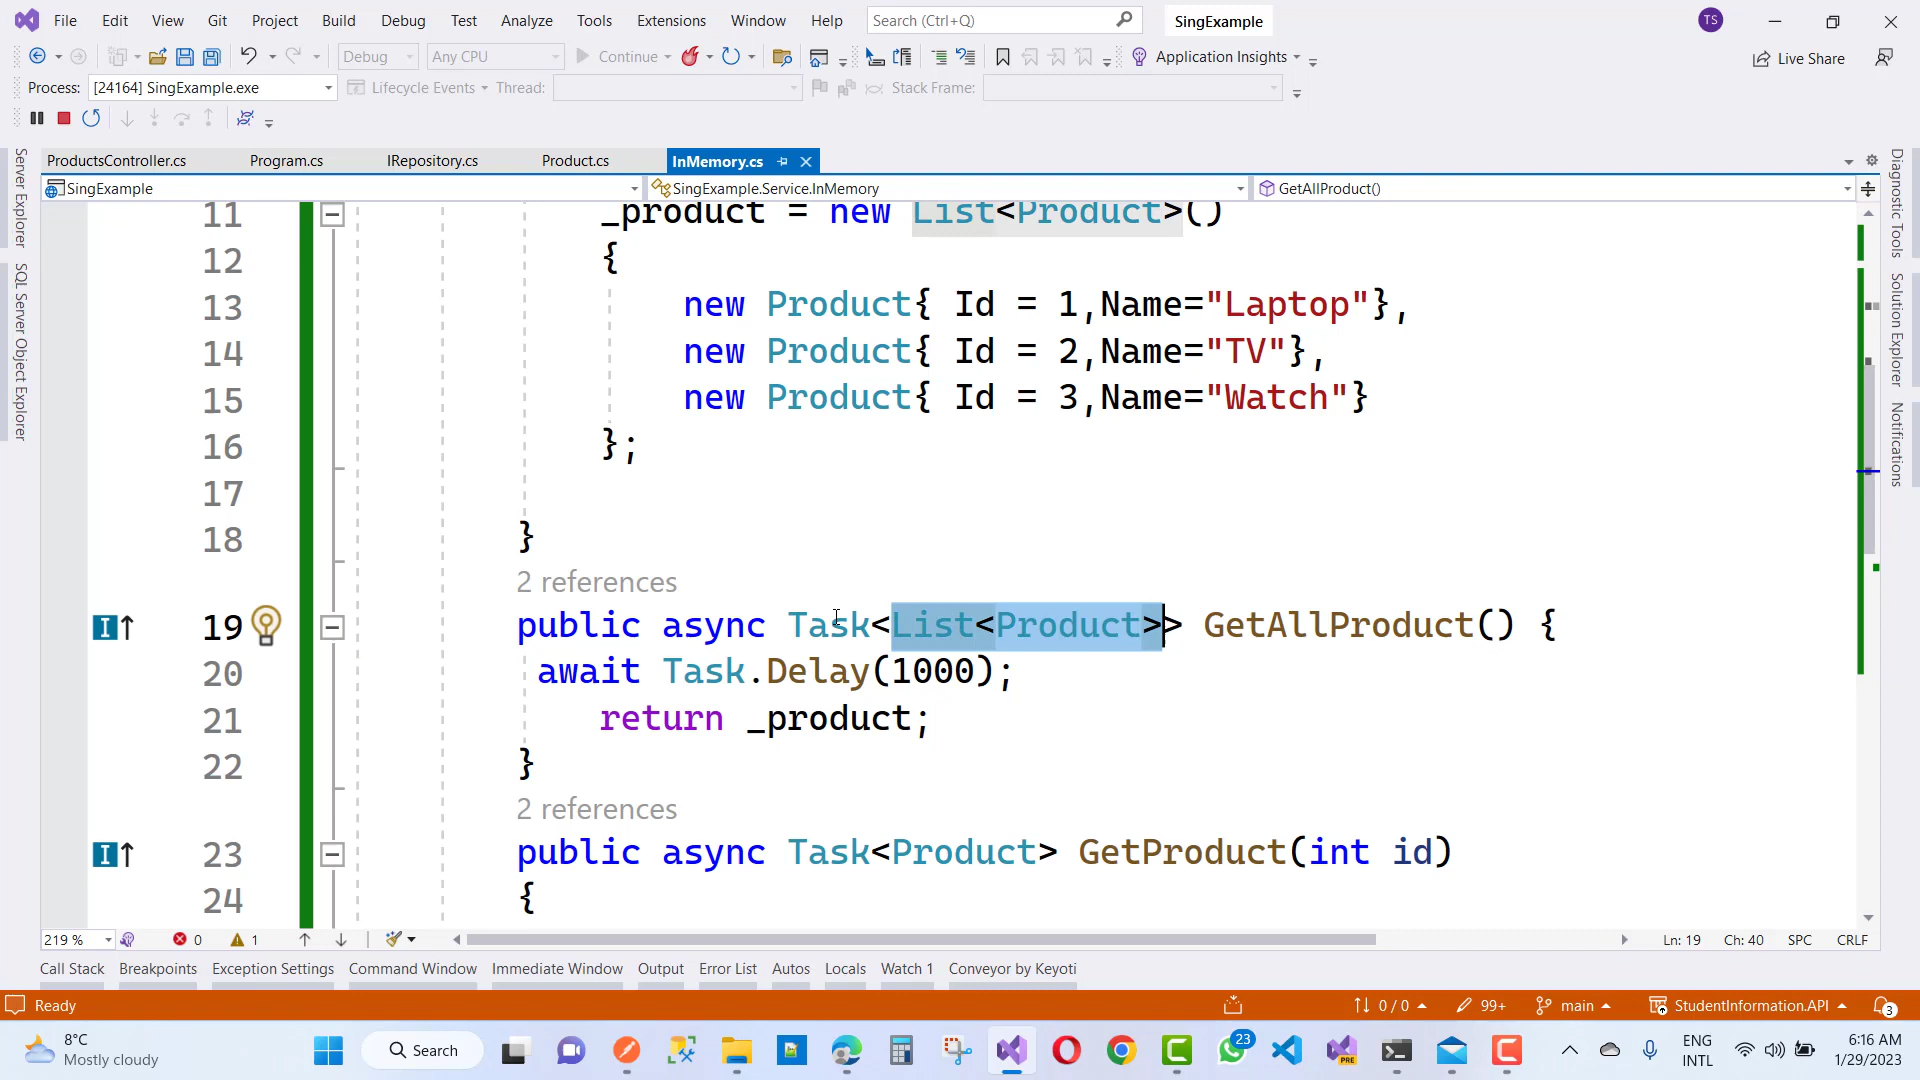 File Edit View Git Project Build Debug Test Analyze Tools Extensions Window Help Search (Ctrl+Q) SingExample TS
Debug Any CPU Continue Application Insights Live Share
Process: [24164] SingExample.exe Lifecycle Events Thread: Stack Frame:
ProductsController.cs Program.cs IRepository.cs Product.cs InMemory.cs
SingExample SingExample.Service.InMemory GetAllProduct()
Server Explorer
SQL Server Object Explorer
11 _product = new List<Product>()
12 {
13 new Product{ Id = 1,Name="Laptop"},
14 new Product{ Id = 2,Name="TV"},
15 new Product{ Id = 3,Name="Watch"}
16 };
17
18 }
2 references
19 public async Task<List<Product>> GetAllProduct() {
20 await Task.Delay(1000);
21 return _product;
22 }
2 references
23 public async Task<Product> GetProduct(int id)
24 {
Diagnostic Tools
Solution Explorer
Notifications
219 % 0 1 Ln: 19 Ch: 40 SPC CRLF
Call Stack Breakpoints Exception Settings Command Window Immediate Window Output Error List Autos Locals Watch 1 Conveyor by Keyoti
Ready 0 / 0 99+ main StudentInformation.API 3
8°C
Mostly cloudy
Search
PRE
23
ENG
INTL
6:16 AM
1/29/2023